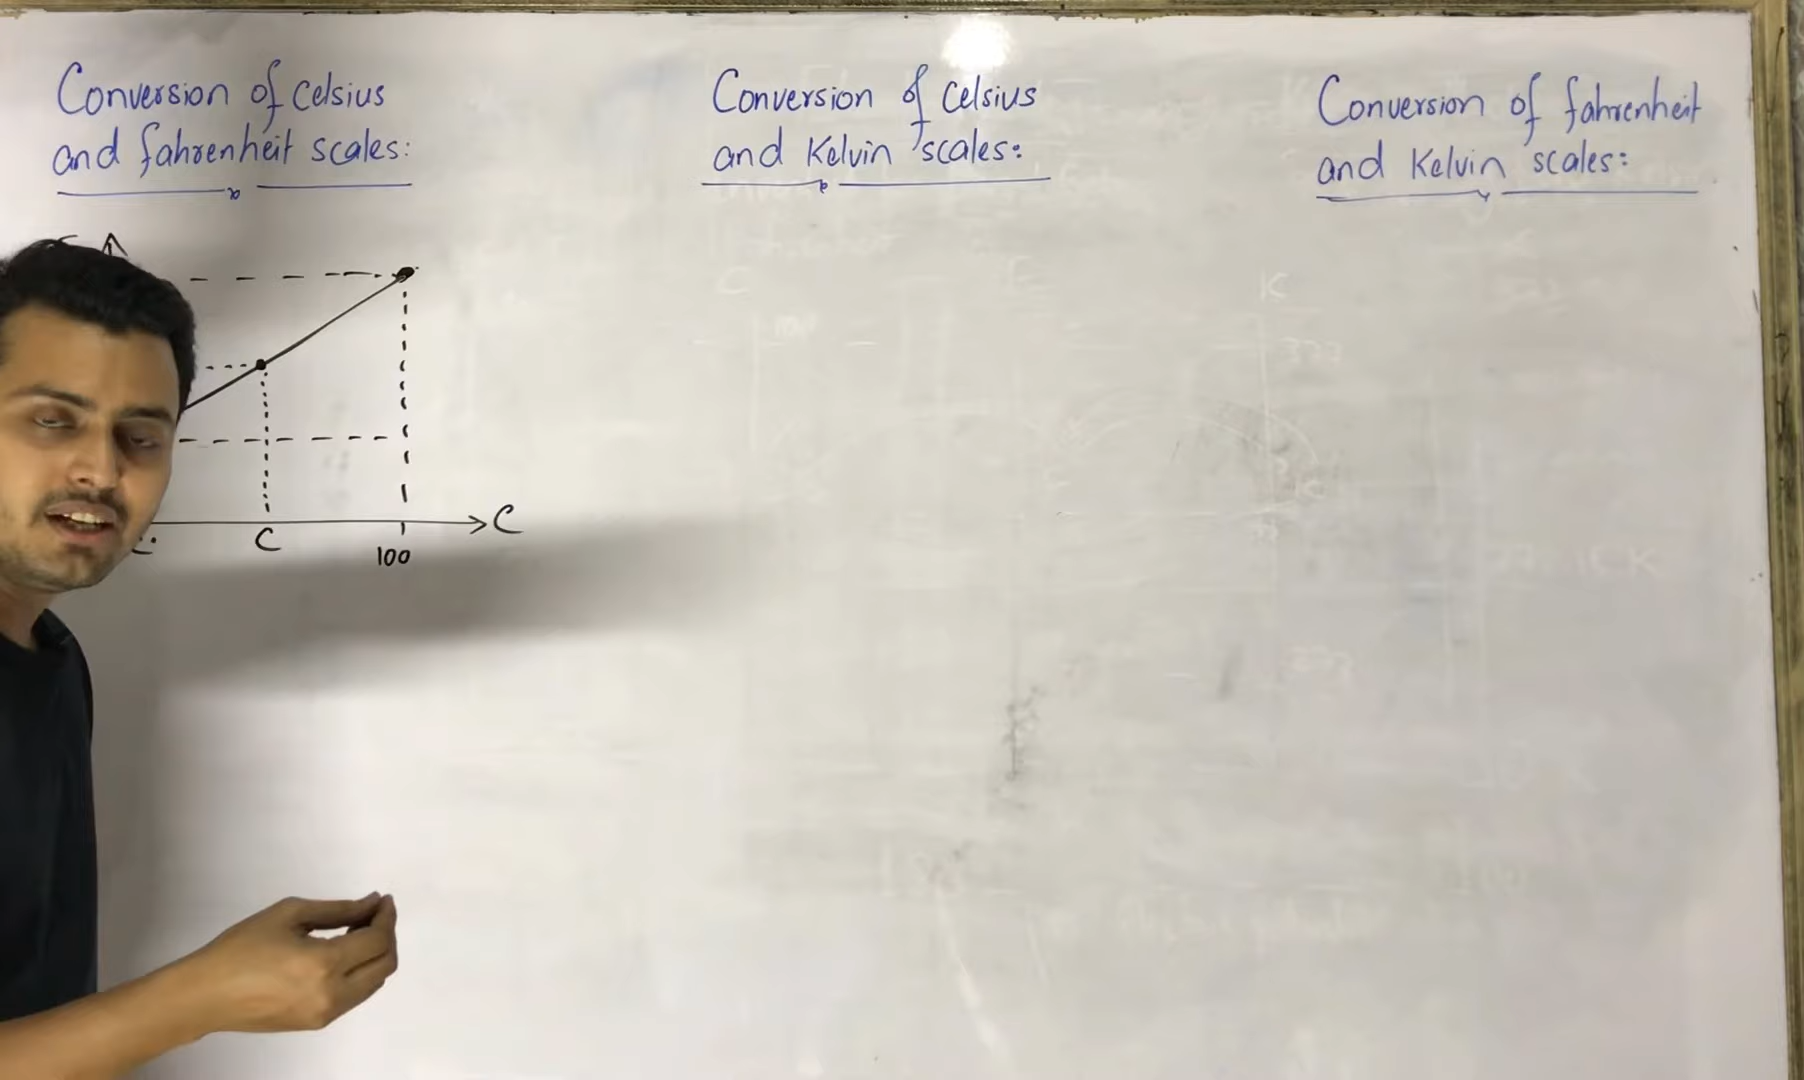 Conversion of Celsius
and fahrenheit scales:
Conversion of Celsius
and Kelvin scales:
Conversion of fahrenheit
and Kelvin scales:
C
C
100